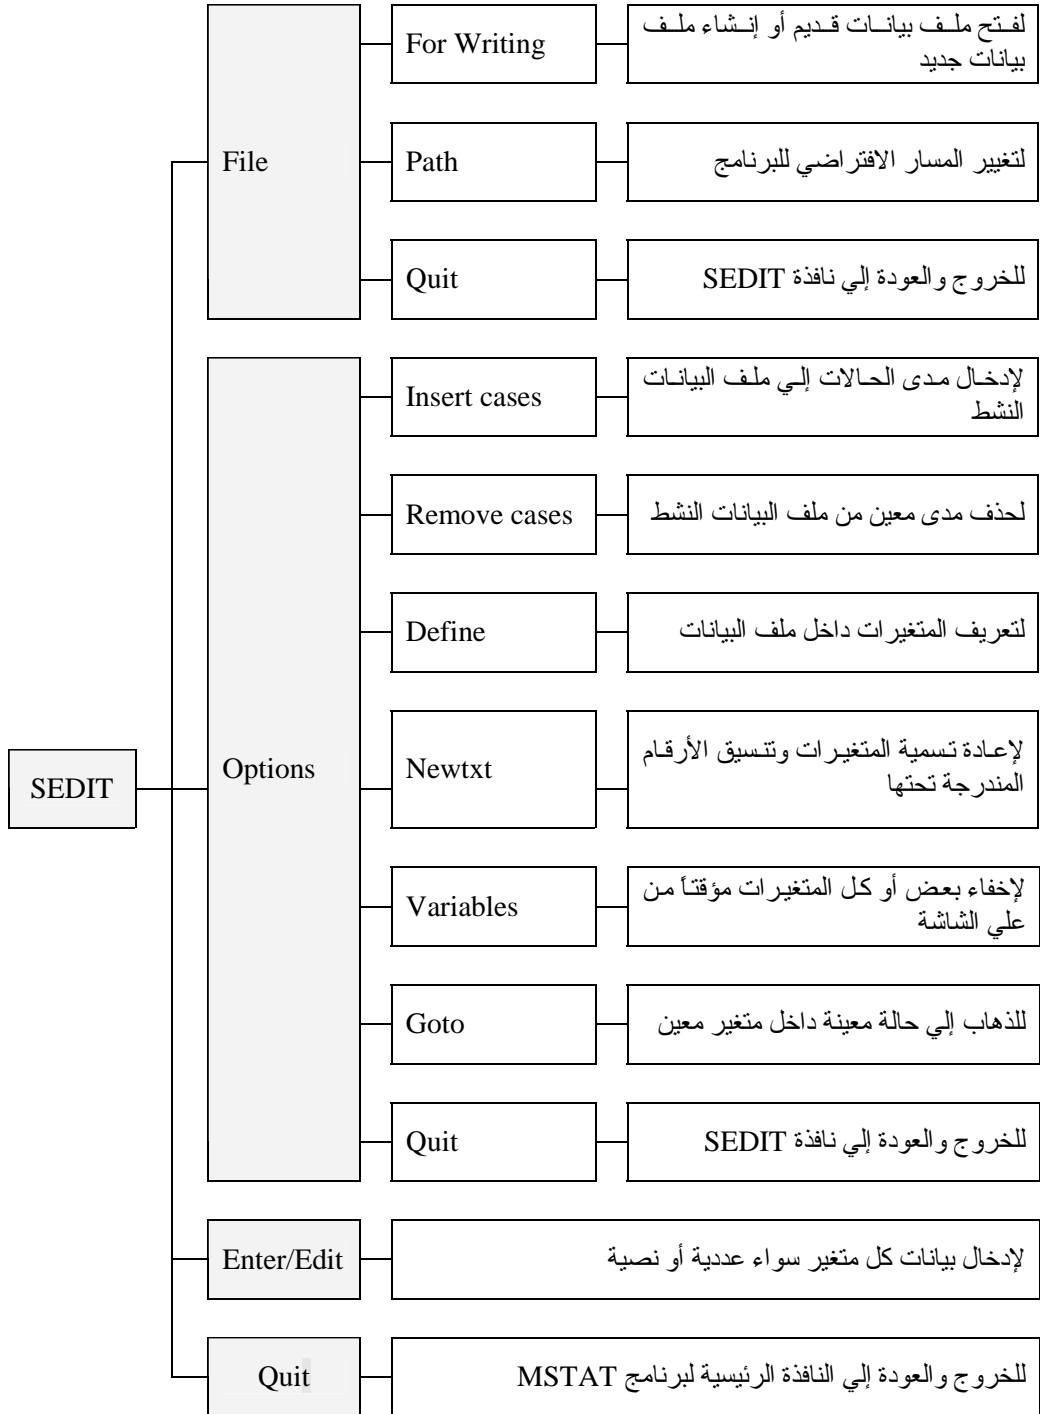 For Writing
لفتح ملف بيانات قديم أو إنشاء ملف
بيانات جديد
File
Path
لتغيير المسار الافتراضي للبرنامج
Quit
للخروج والعودة إلي نافذة SEDIT
Insert cases
لإدخال مدى الحالات إلي ملف البيانات
النشط
Remove cases
لحذف مدى معين من ملف البيانات النشط
Define
لتعريف المتغيرات داخل ملف البيانات
SEDIT
Options
Newtxt
لإعادة تسمية المتغيرات وتنسيق الأرقام
المندرجة تحتها
Variables
لإخفاء بعض أو كل المتغيرات مؤقتاً من
علي الشاشة
Goto
للذهاب إلي حالة معينة داخل متغير معين
Quit
للخروج والعودة إلي نافذة SEDIT
Enter/Edit
لإدخال بيانات كل متغير سواء عددية أو نصية
Quit
للخروج والعودة إلي النافذة الرئيسية لبرنامج MSTAT